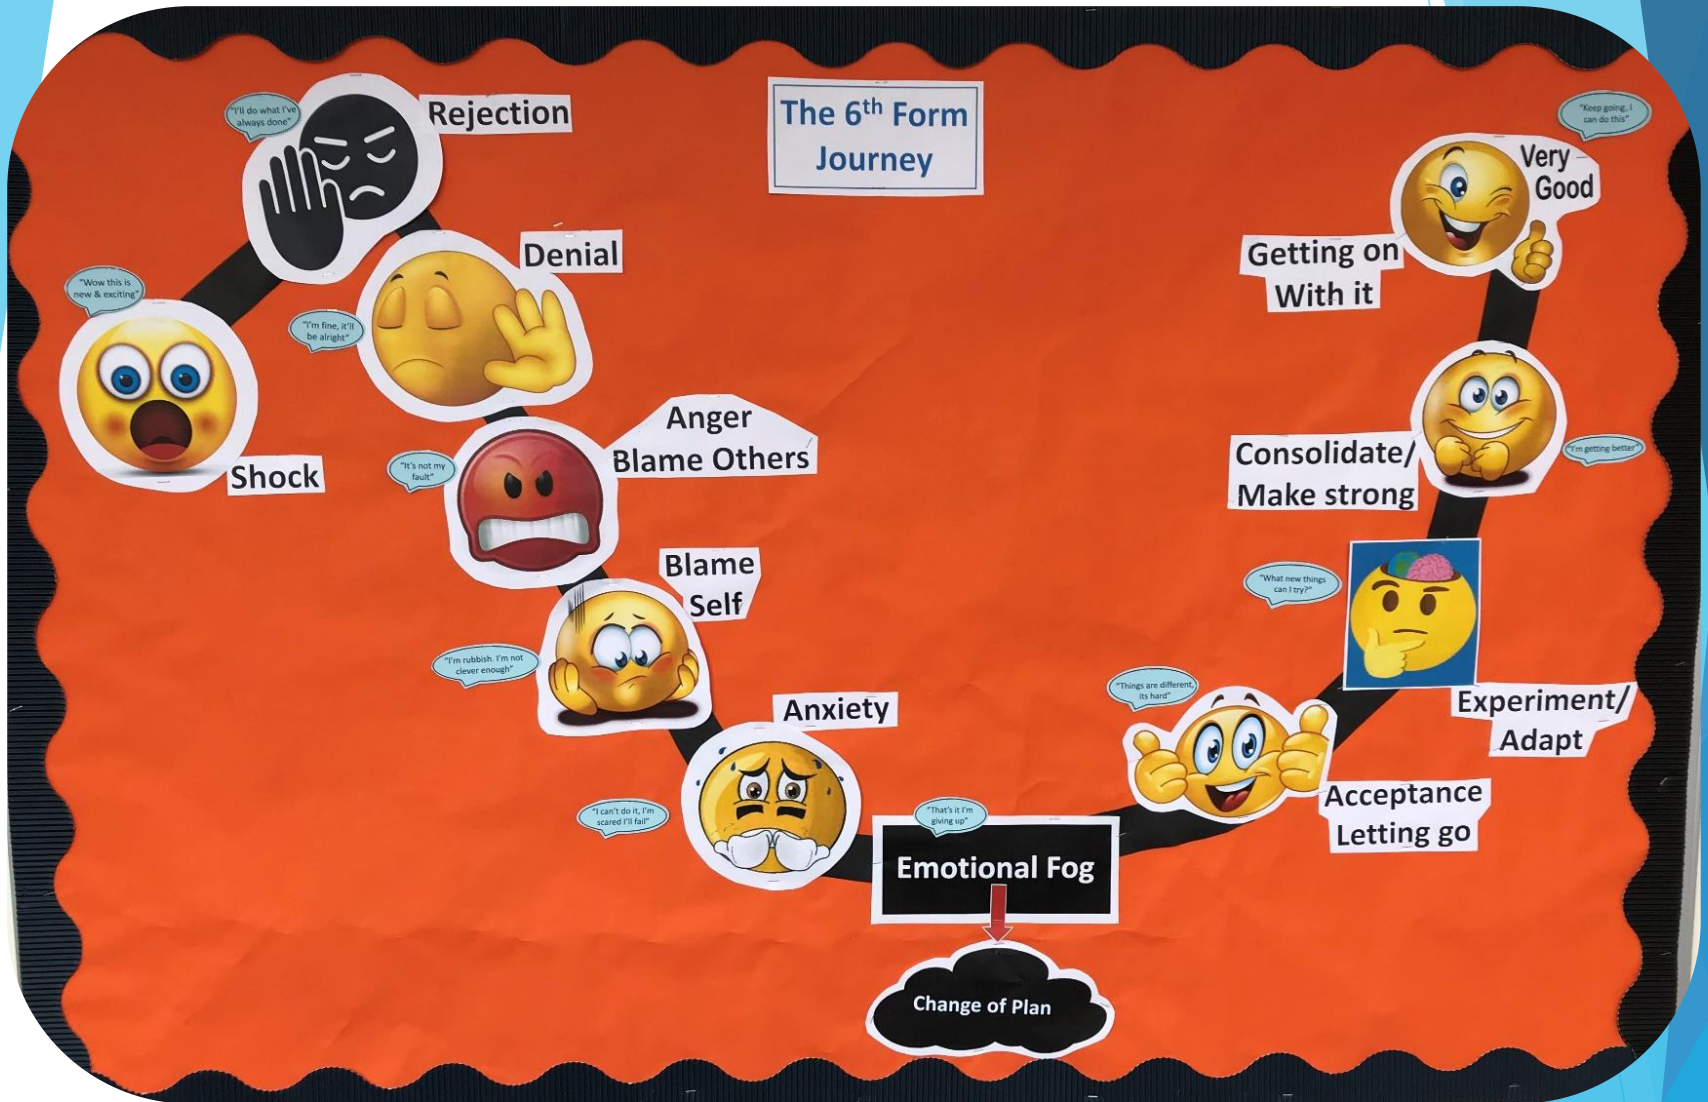 The 6th Form
Journey
"Wow this is
new & exciting"
Shock
"I'll do what I've
always done"
Rejection
"I'm fine, it'll
be alright"
Denial
"It's not my
fault"
Anger
Blame Others
"I'm rubbish. I'm not
clever enough"
Blame
Self
"I can't do it, I'm
scared I'll fail"
Anxiety
"That's it I'm
giving up"
Emotional Fog
Change of Plan
"Things are different,
its hard"
Acceptance
Letting go
"What new things
can I try?"
Experiment/
Adapt
"I'm getting better"
Consolidate/
Make strong
"Keep going, I
can do this"
Very
Good
Getting on
With it